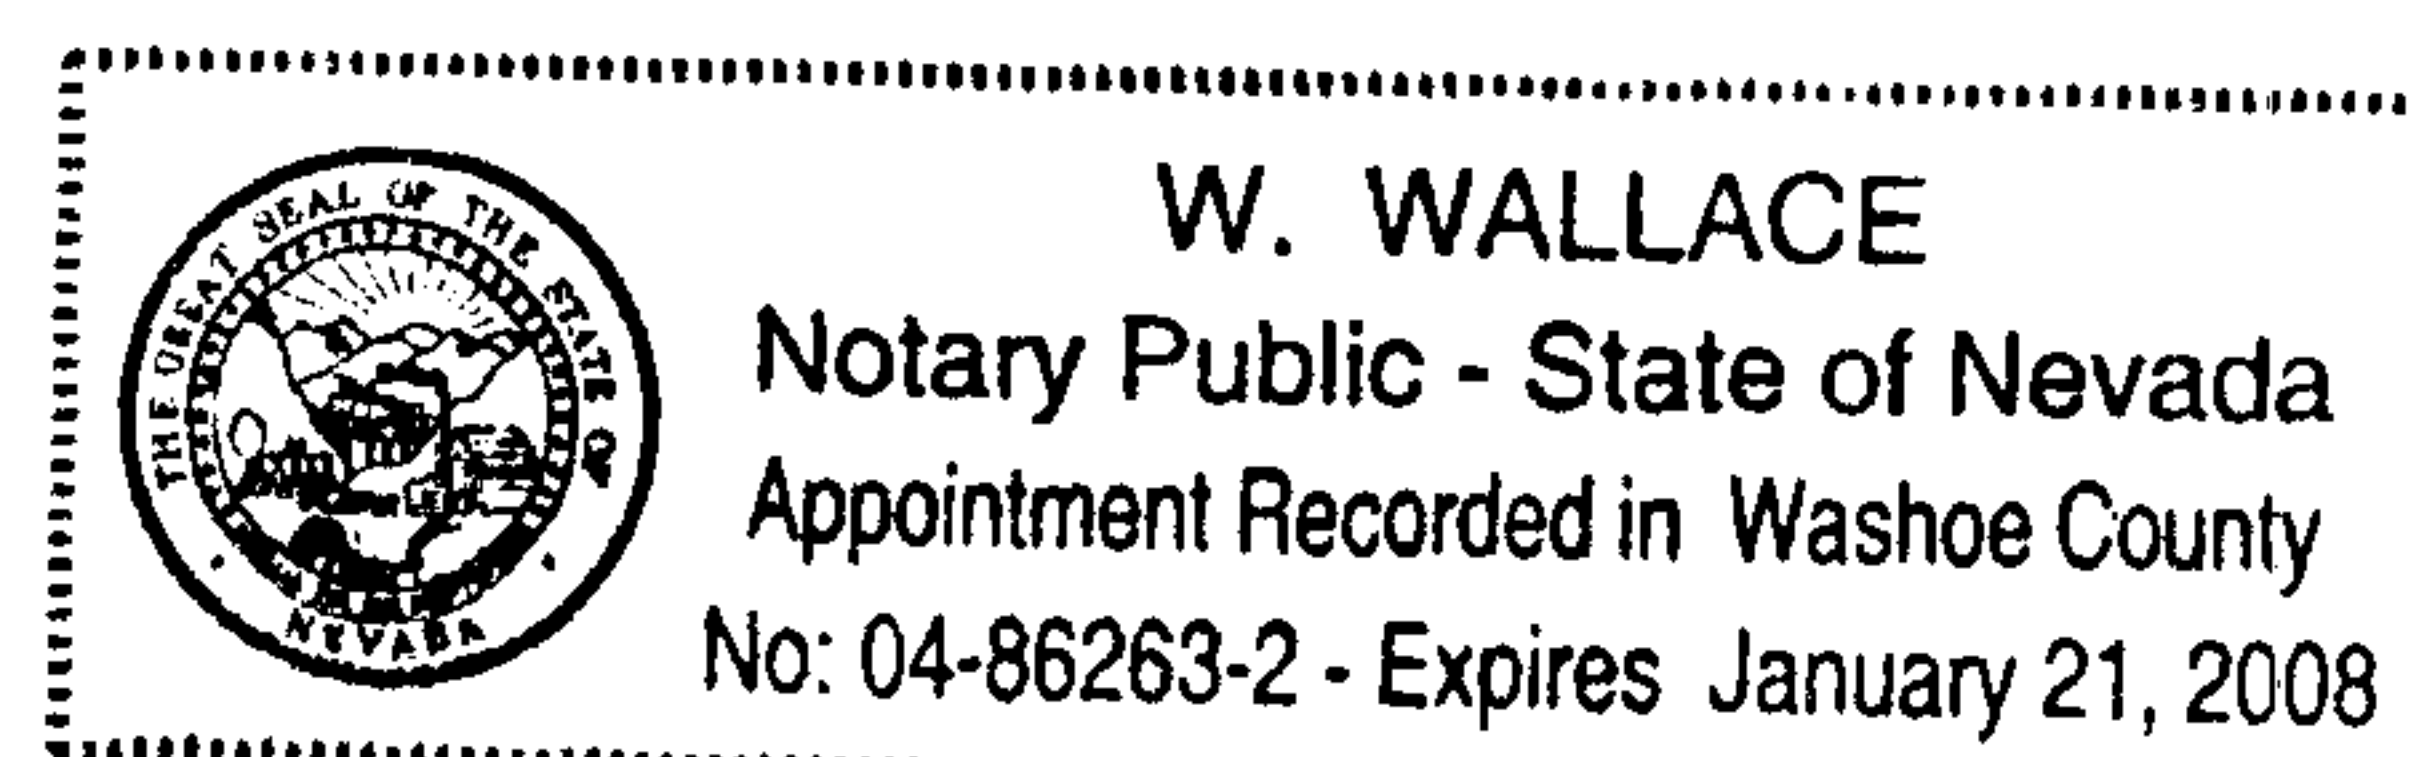 THE GREAT SEAL OF THE STATE OF
NEVADA
W. WALLACE
Notary Public - State of Nevada
Appointment Recorded in Washoe County
No: 04-86263-2 - Expires January 21, 2008